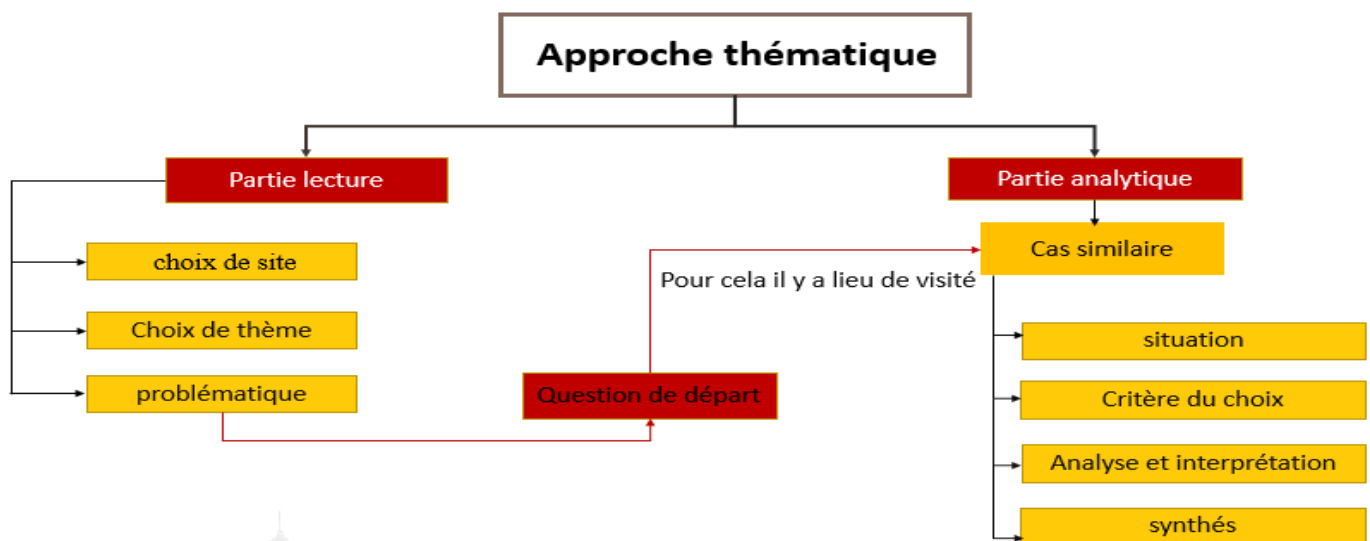 Approche thématique
Partie lecture
Partie analytique
choix de site
Cas similaire
Pour cela il y a lieu de visité
Choix de thème
situation
problématique
Question de départ
Critère du choix
Analyse et interprétation
synthés